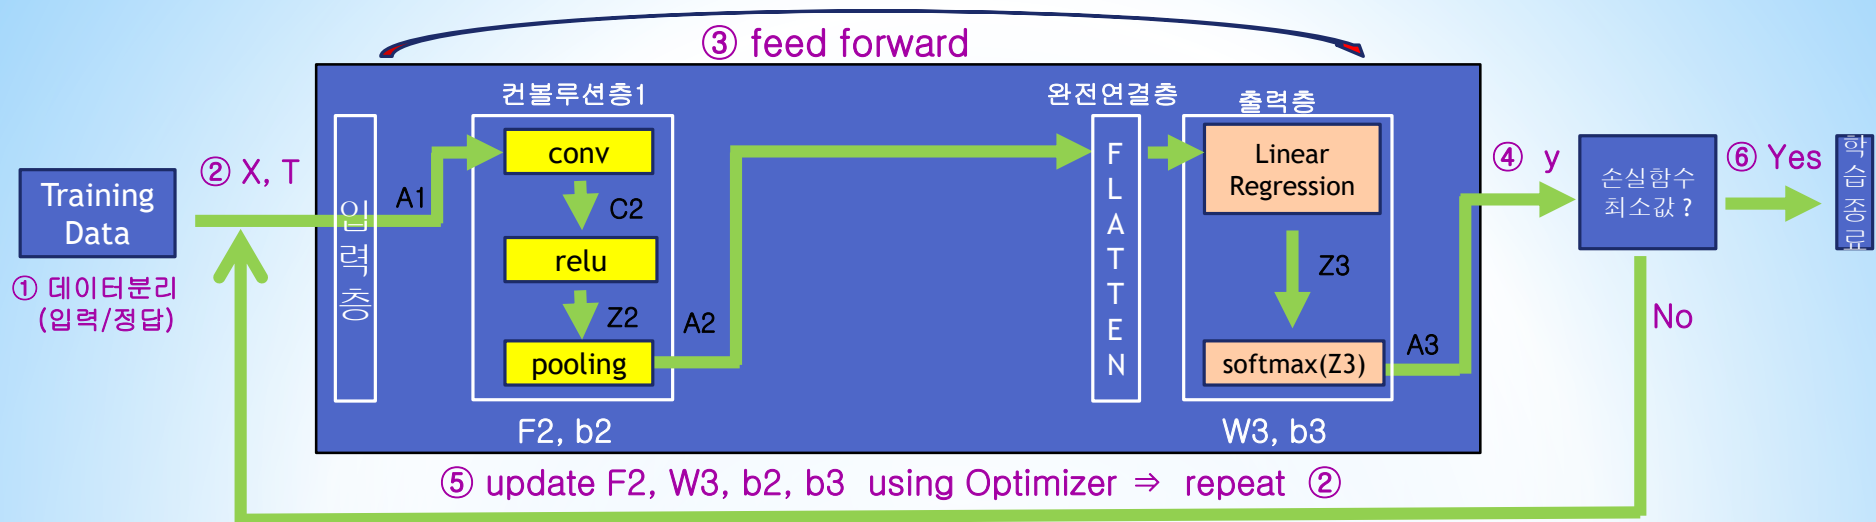 ③ feed forward
컨볼루션층1
완전연결층
출력층
Training
Data
① 데이터분리
(입력/정답)
② X, T
입력층
A1
conv
C2
relu
Z2
pooling
A2
F2, b2
FLATTEN
Linear
Regression
Z3
softmax(Z3)
A3
W3, b3
④ y
손실함수
최소값 ?
⑥ Yes
학습종료
No
⑤ update F2, W3, b2, b3 using Optimizer ⇒ repeat ②